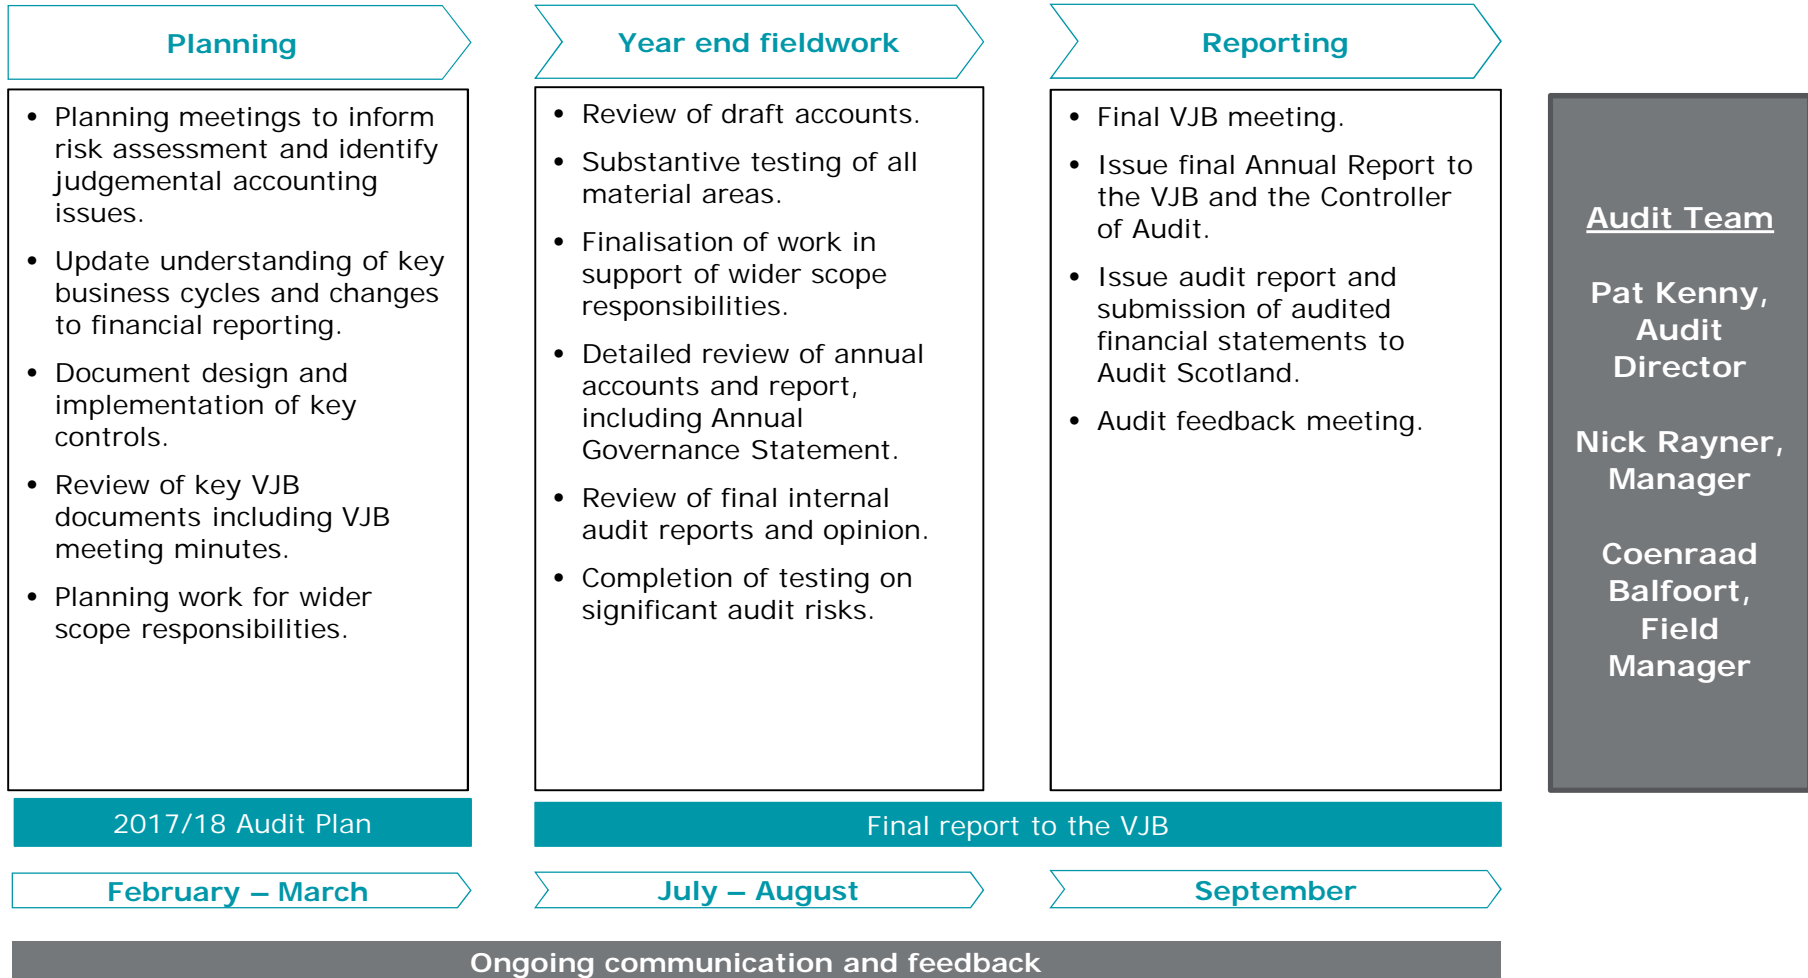 Planning
• Planning meetings to inform
risk assessment and identify
judgemental accounting
issues.
• Update understanding of key
business cycles and changes
to financial reporting.
• Document design and
implementation of key
controls.
• Review of key VJB
documents including VJB
meeting minutes.
• Planning work for wider
scope responsibilities.
2017/18 Audit Plan
February – March
Year end fieldwork
• Review of draft accounts.
• Substantive testing of all
material areas.
• Finalisation of work in
support of wider scope
responsibilities.
• Detailed review of annual
accounts and report,
including Annual
Governance Statement.
• Review of final internal
audit reports and opinion.
• Completion of testing on
significant audit risks.
July – August
Reporting
• Final VJB meeting.
• Issue final Annual Report to
the VJB and the Controller
of Audit.
• Issue audit report and
submission of audited
financial statements to
Audit Scotland.
• Audit feedback meeting.
Final report to the VJB
September
Ongoing communication and feedback
Audit Team
Pat Kenny,
Audit
Director
Nick Rayner,
Manager
Coenraad
Balfoort,
Field
Manager